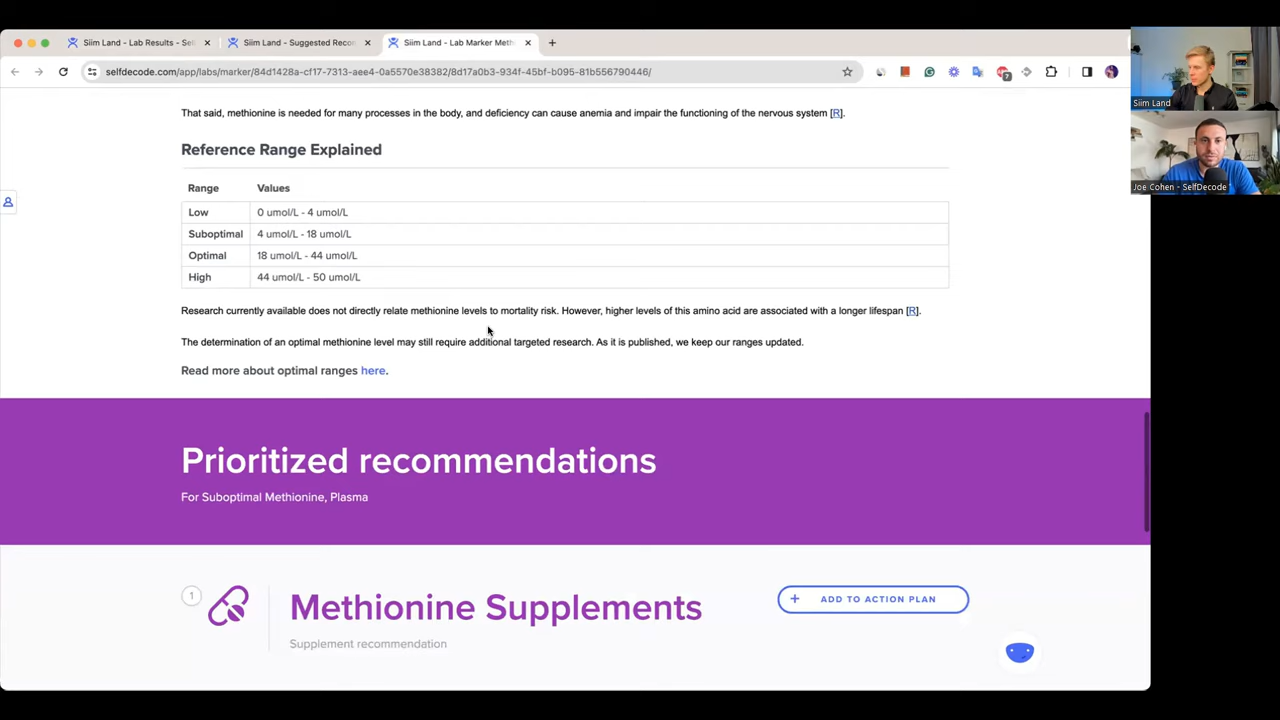 Siim Land - Lab Results - Sel
Siim Land - Suggested Recon
Siim Land - Lab Marker Meth
selfdecode.com/app/labs/marker/84d1428a-cf17-7313-aee4-0a5570e38382/8d17a0b3-934f-45bf-b095-81b556790446/
7
Siim Land
Joe Cohen - SelfDecode
That said, methionine is needed for many processes in the body, and deficiency can cause anemia and impair the functioning of the nervous system [R].
Reference Range Explained
Range Values
Low 0 umol/L - 4 umol/L
Suboptimal 4 umol/L - 18 umol/L
Optimal 18 umol/L - 44 umol/L
High 44 umol/L - 50 umol/L
Research currently available does not directly relate methionine levels to mortality risk. However, higher levels of this amino acid are associated with a longer lifespan [R].
The determination of an optimal methionine level may still require additional targeted research. As it is published, we keep our ranges updated.
Read more about optimal ranges here.
Prioritized recommendations
For Suboptimal Methionine, Plasma
1
Methionine Supplements
+ ADD TO ACTION PLAN
Supplement recommendation